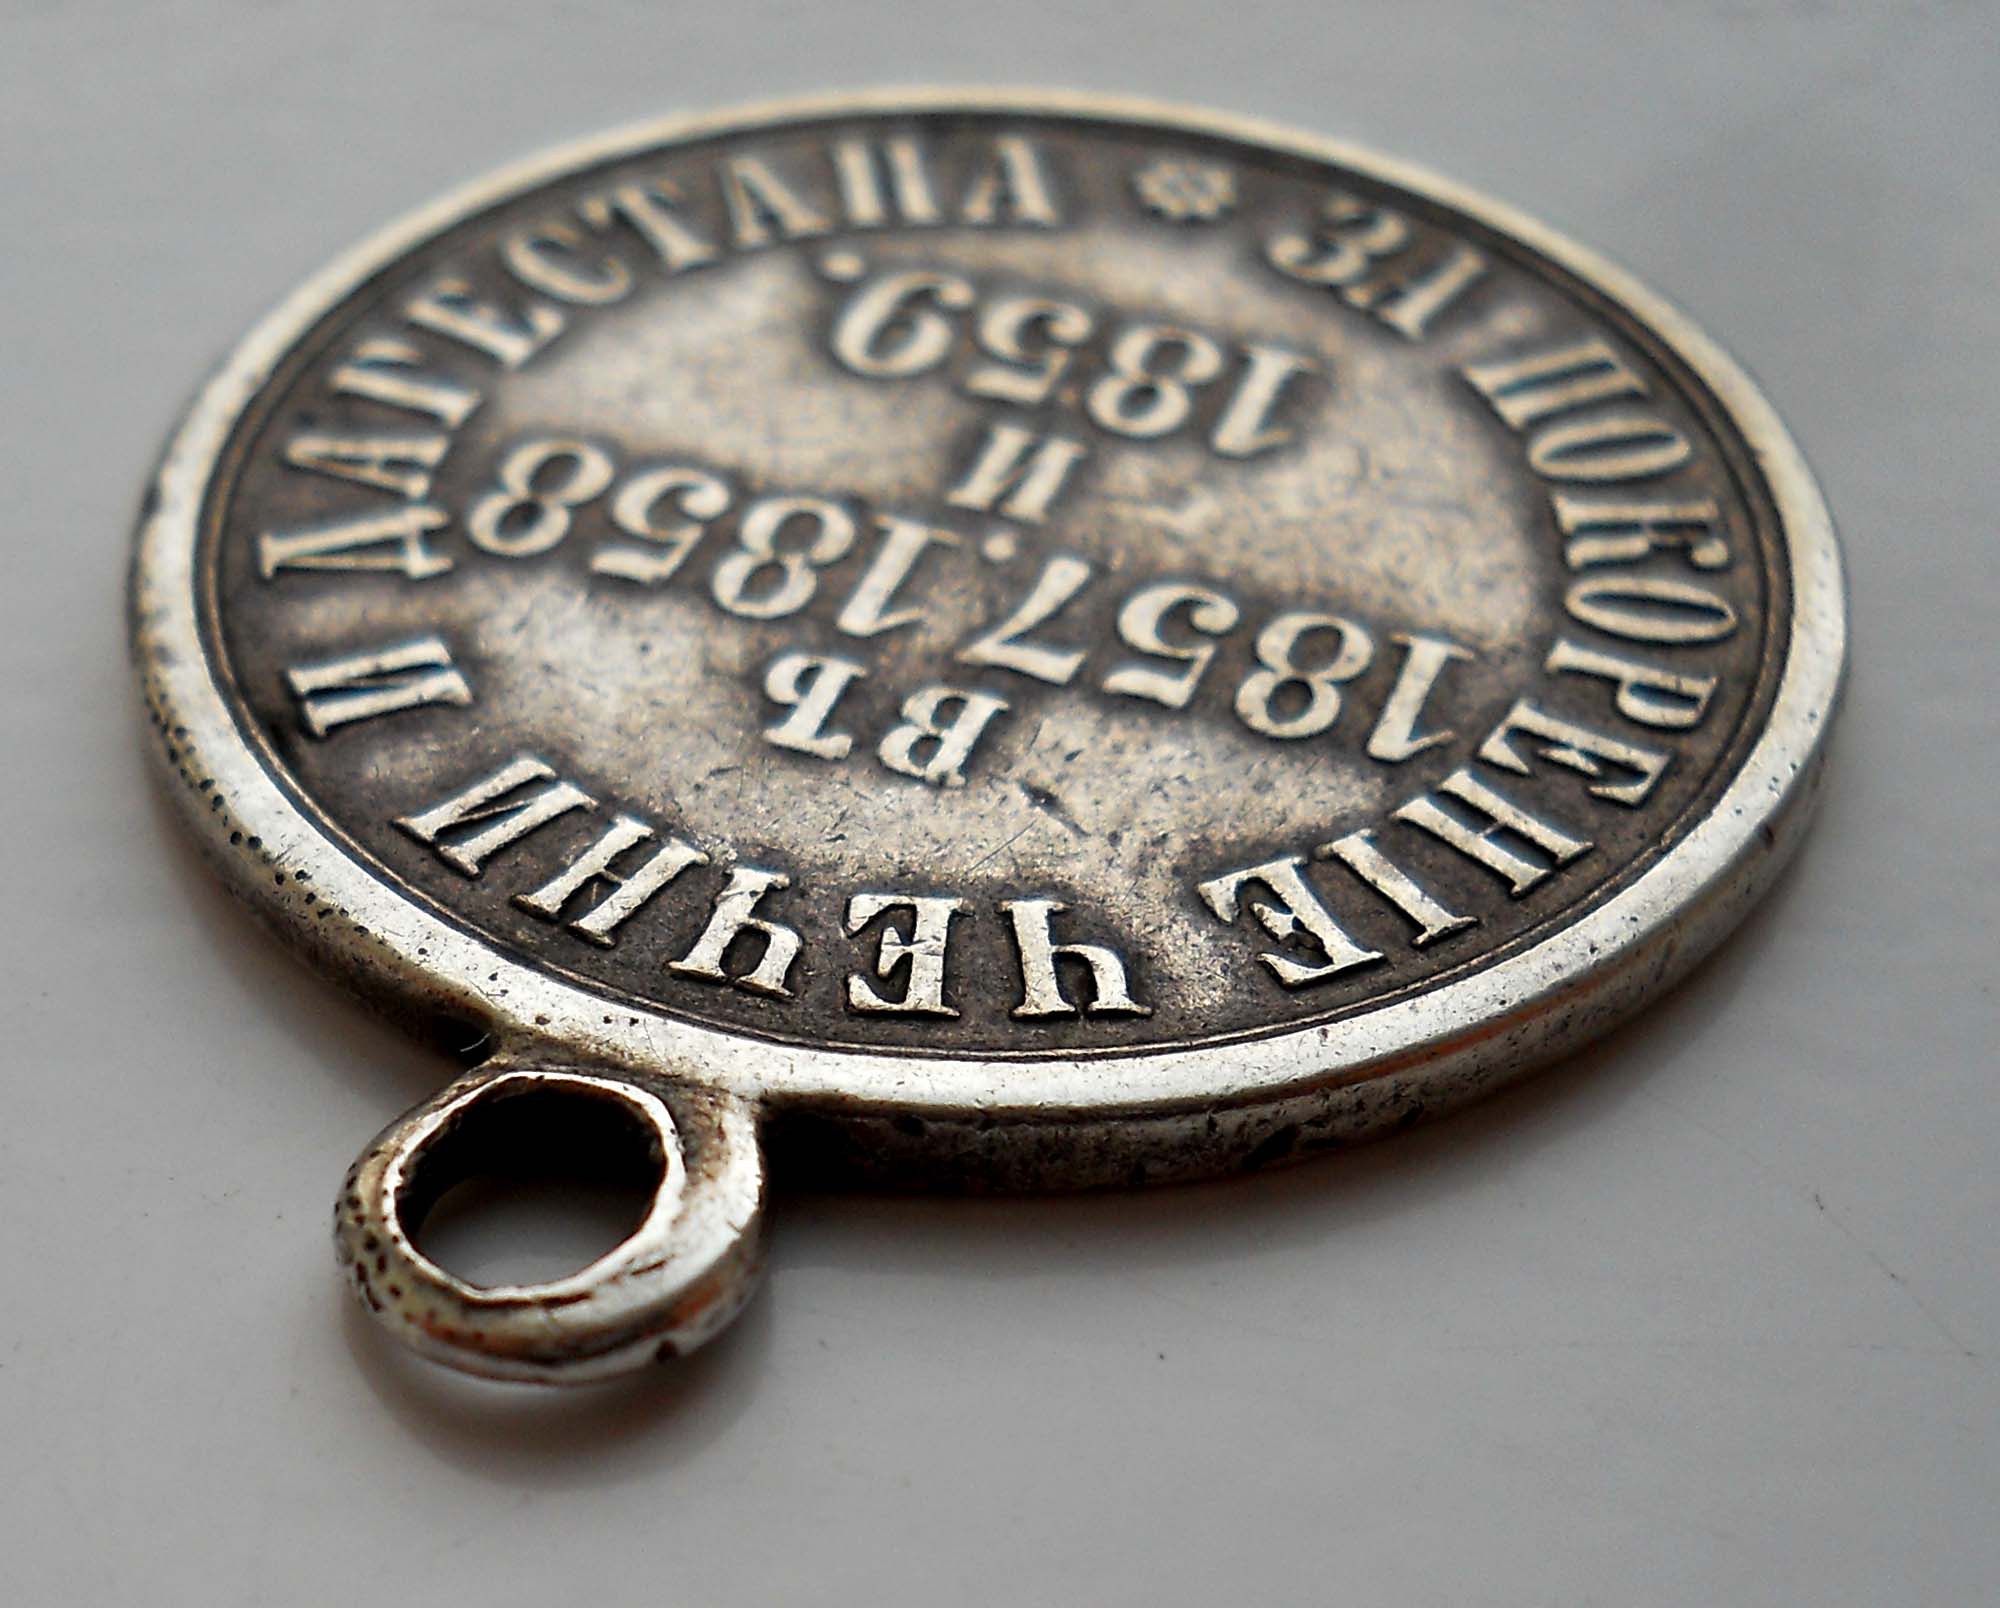 ЗА ПОКОРЕНІЕ ЧЕЧНИ И ДАГЕСТАНА
ВЪ
1857. 1858
И
1859.